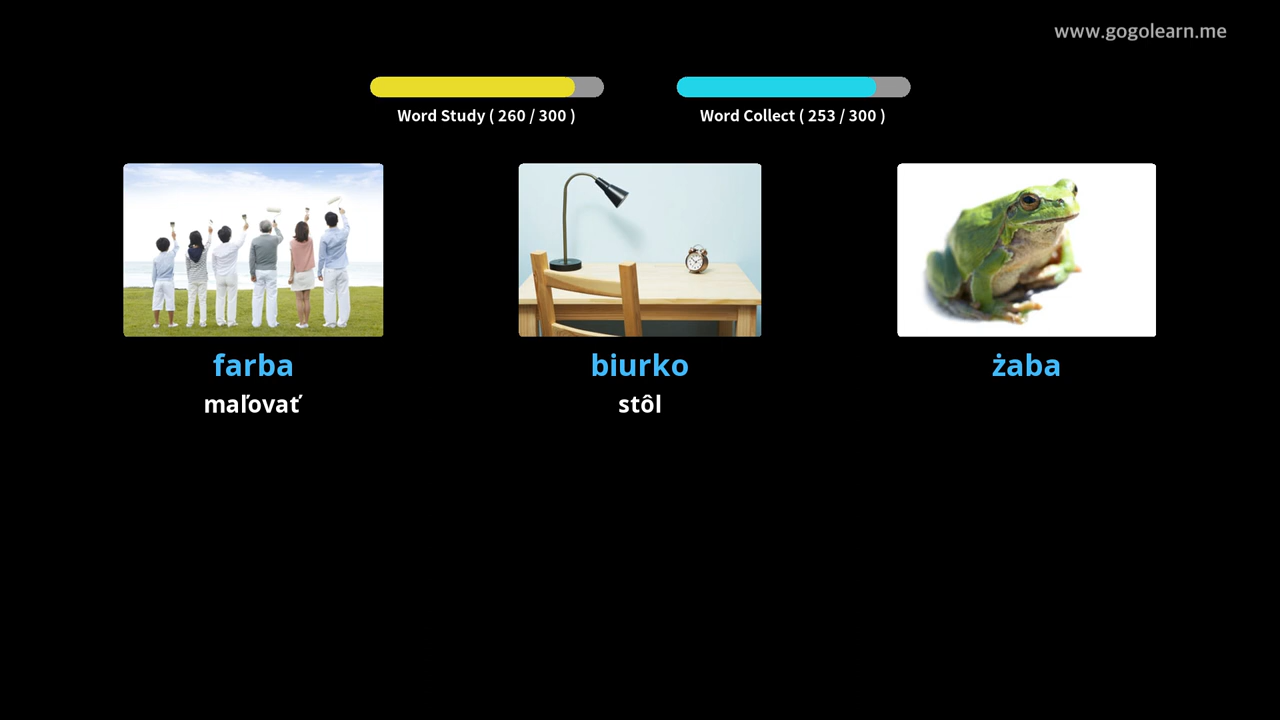 www.gogolearn.me
Word Study ( 260 / 300 )
Word Collect ( 253 / 300 )
farba
biurko
żaba
maľovať
stôl